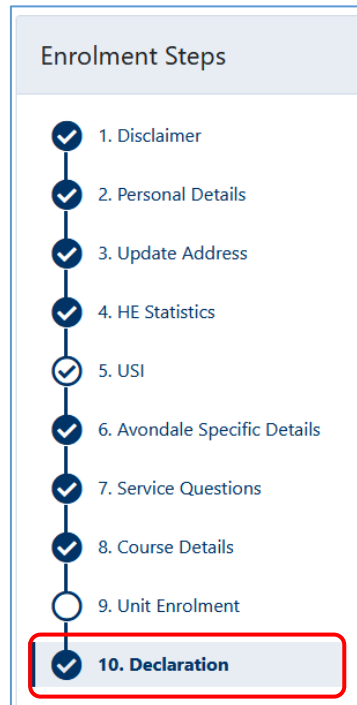 Enrolment Steps
1. Disclaimer
2. Personal Details
3. Update Address
4. HE Statistics
5. USI
6. Avondale Specific Details
7. Service Questions
8. Course Details
9. Unit Enrolment
10. Declaration